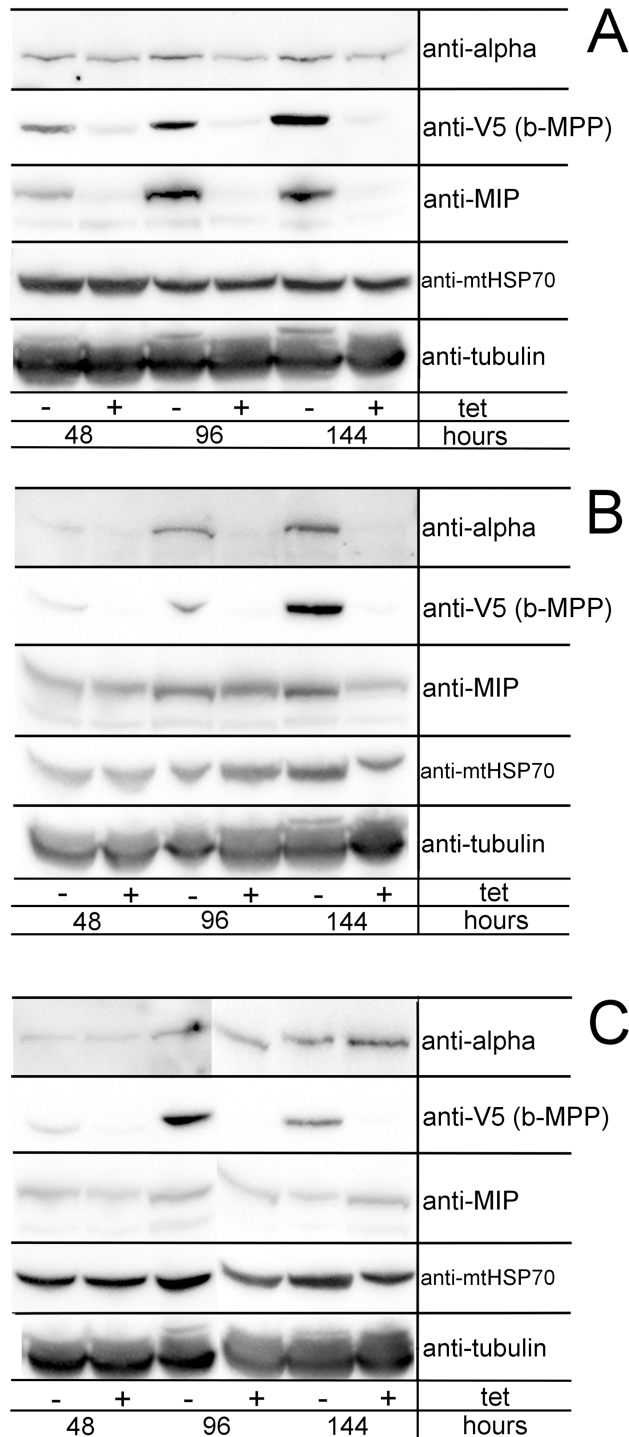 A
anti-alpha
anti-V5 (b-MPP)
anti-MIP
anti-mtHSP70
anti-tubulin
- + - + - + tet
48 96 144 hours
B
anti-alpha
anti-V5 (b-MPP)
anti-MIP
anti-mtHSP70
anti-tubulin
- + - + - + tet
48 96 144 hours
C
anti-alpha
anti-V5 (b-MPP)
anti-MIP
anti-mtHSP70
anti-tubulin
- + - + - + tet
48 96 144 hours